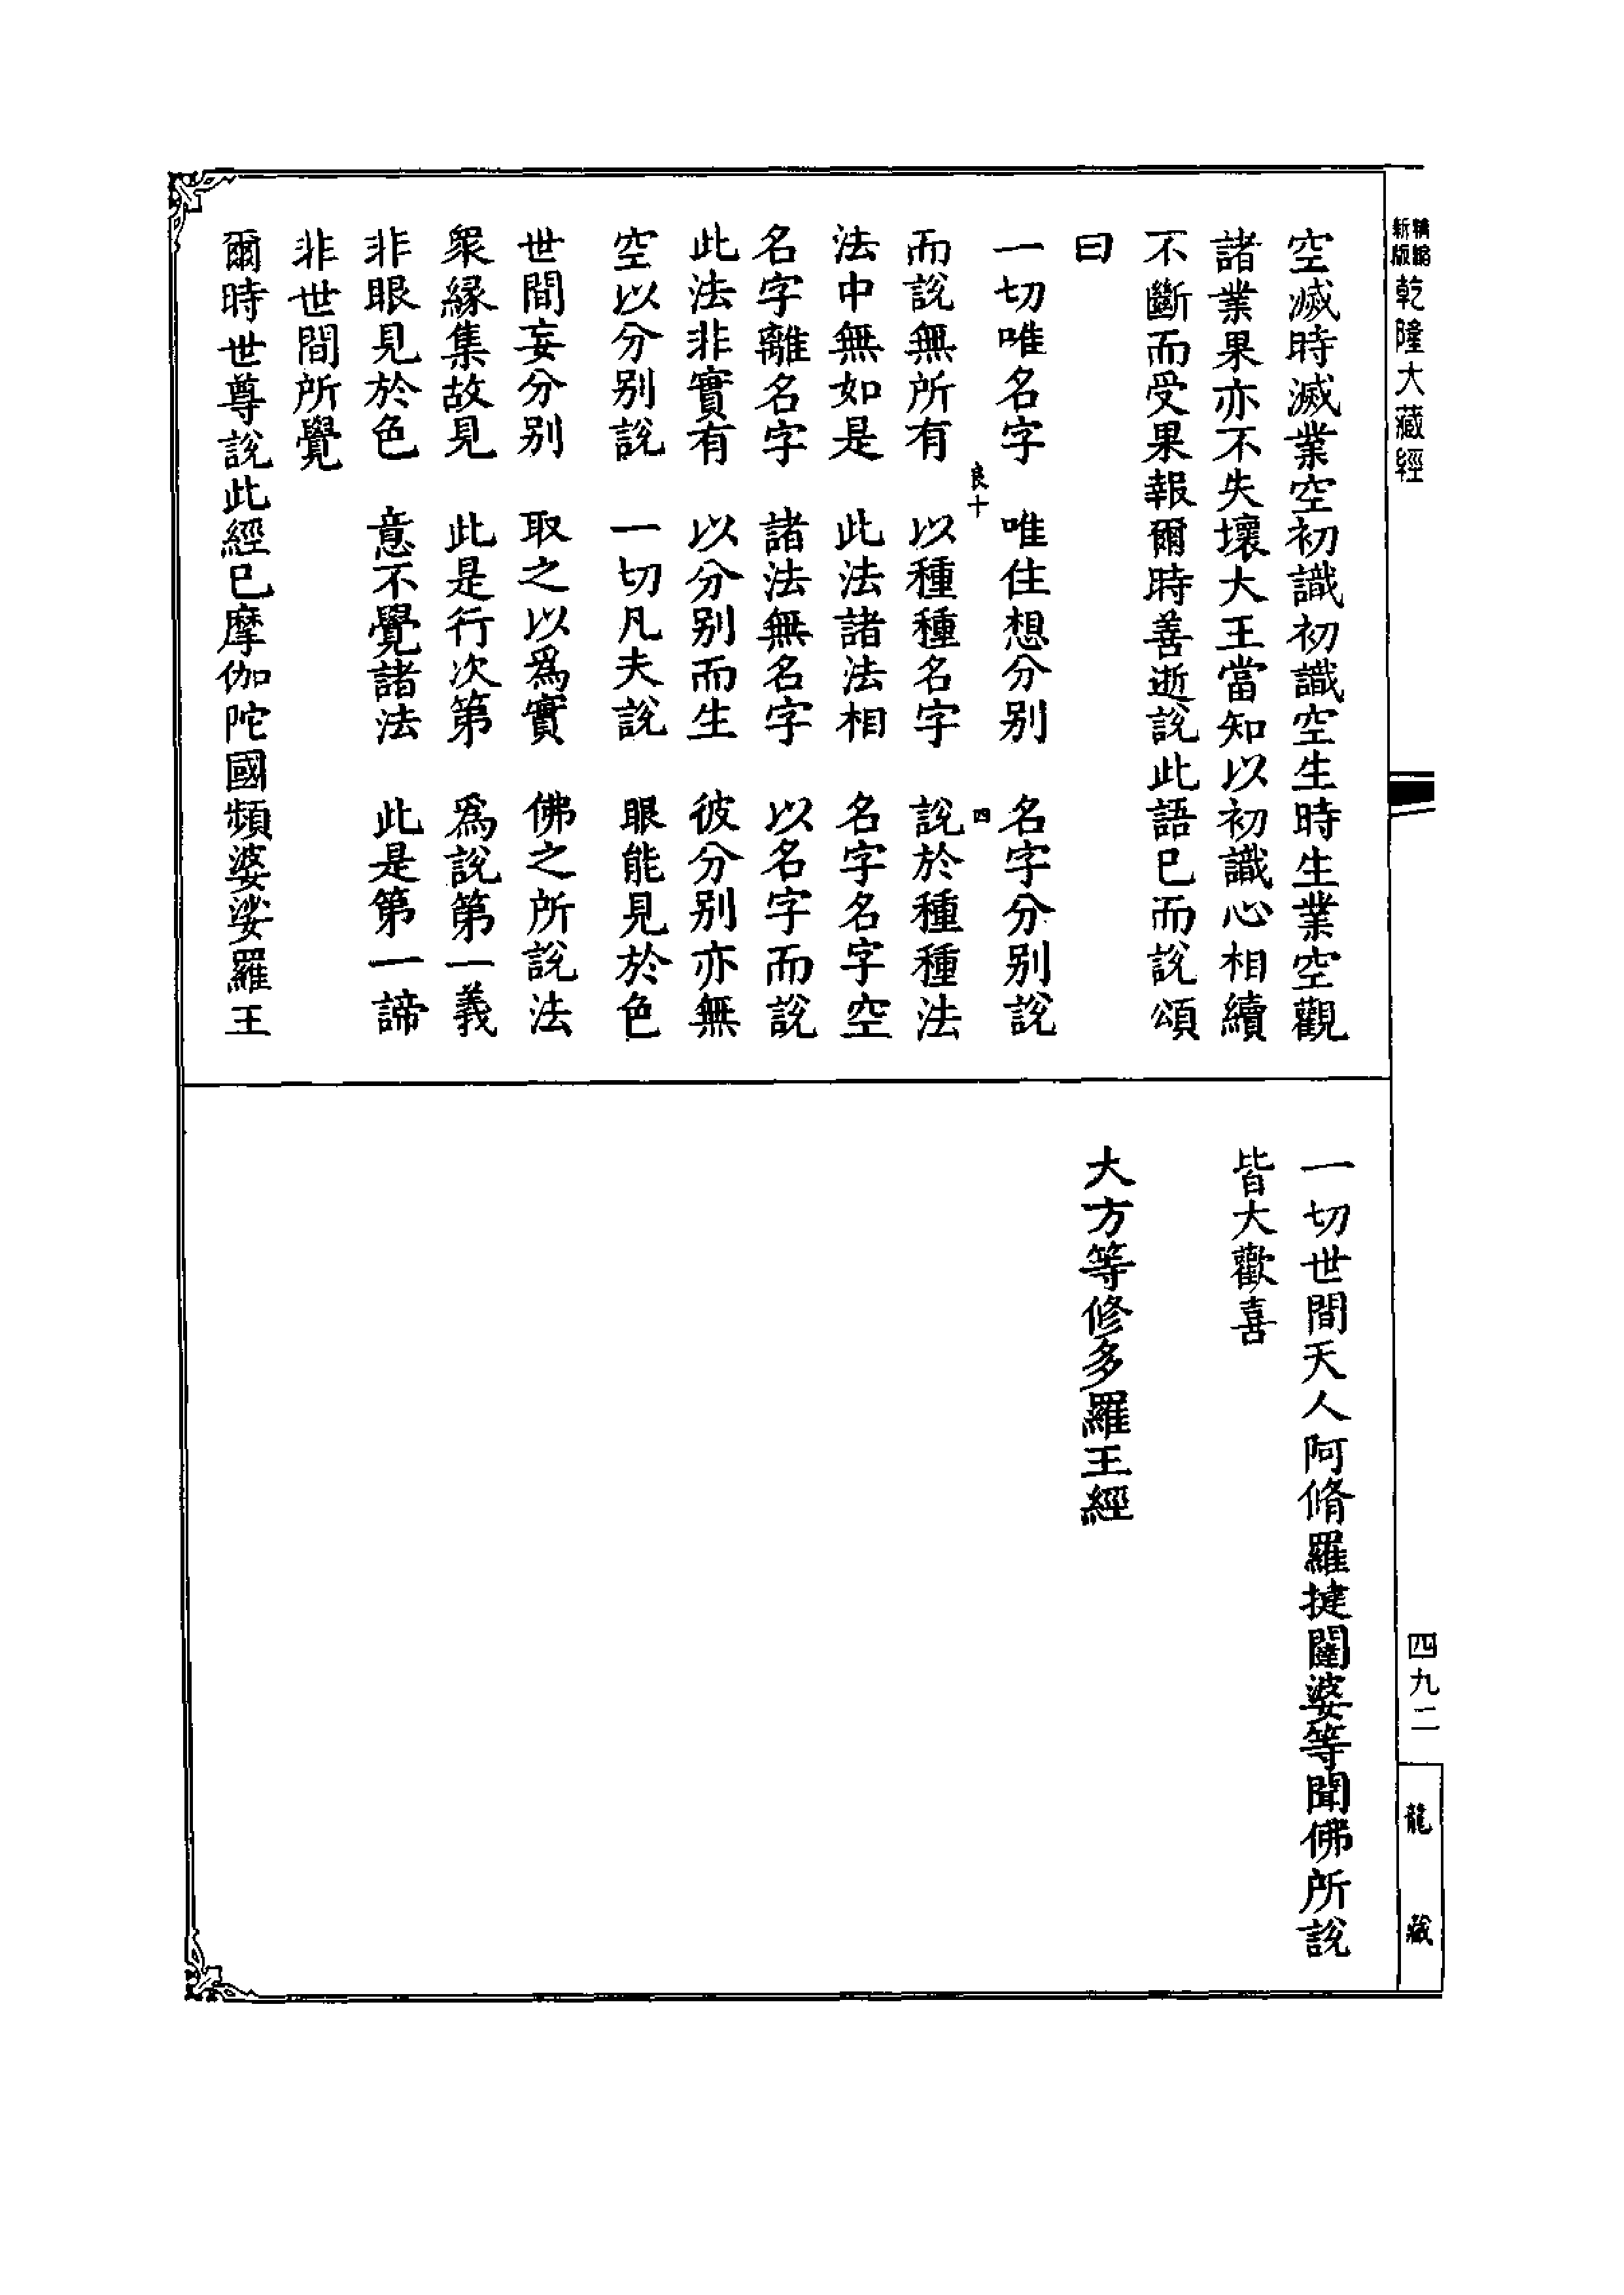 新版
精縮
乾隆大藏經
四九二
龍藏
空滅時滅業空初識初識空生時生業空觀
諸業果亦不失壞大王當知以初識心相續
不斷而受果報爾時善逝說此語已而說頌
曰
一切唯名字　唯住想分别　名字分别說
良十
四
而說無所有　以種種名字　說於種種法
法中無如是　此法諸法相　名字名字空
名字離名字　諸法無名字　以名字而說
此法非實有　以分别而生　彼分别亦無
空以分别說　一切凡夫說　眼能見於色
世間妄分别　取之以爲實　佛之所說法
衆緣集故見　此是行次第　爲說第一義
非眼見於色　意不覺諸法　此是第一諦
非世間所覺
爾時世尊說此經已摩伽陀國頻婆娑羅王
一切世間天人阿脩羅揵闥婆等聞佛所說
皆大歡喜
大方等修多羅王經